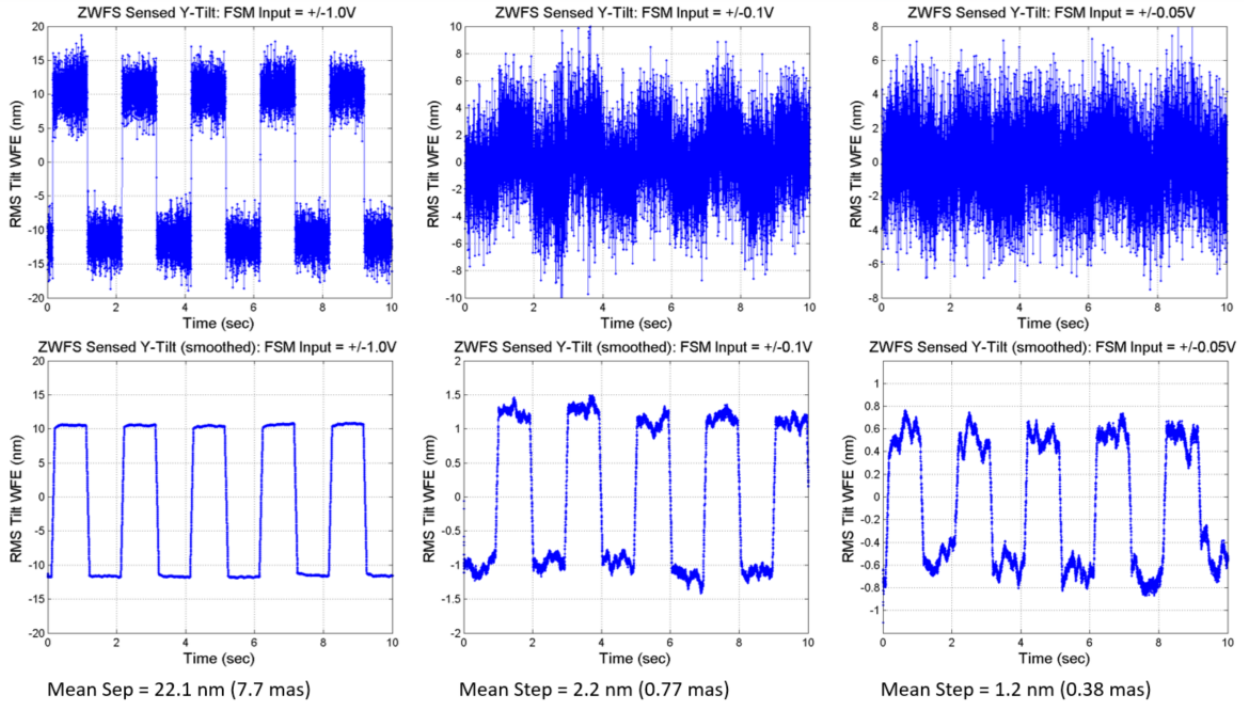 ZWFS Sensed Y-Tilt: FSM Input = +/-1.0V
ZWFS Sensed Y-Tilt: FSM Input = +/-0.1V
ZWFS Sensed Y-Tilt: FSM Input = +/-0.05V
RMS Tilt WFE (nm)
20
15
10
5
0
-5
-10
-15
-20
0 2 4 6 8 10
Time (sec)
RMS Tilt WFE (nm)
10
8
6
4
2
0
-2
-4
-6
-8
-10
0 2 4 6 8 10
Time (sec)
RMS Tilt WFE (nm)
8
6
4
2
0
-2
-4
-6
-8
0 2 4 6 8 10
Time (sec)
ZWFS Sensed Y-Tilt (smoothed): FSM Input = +/-1.0V
ZWFS Sensed Y-Tilt (smoothed): FSM Input = +/-0.1V
ZWFS Sensed Y-Tilt (smoothed): FSM Input = +/-0.05V
RMS Tilt WFE (nm)
20
15
10
5
0
-5
-10
-15
-20
0 2 4 6 8 10
Time (sec)
RMS Tilt WFE (nm)
2
1.5
1
0.5
0
-0.5
-1
-1.5
-2
0 2 4 6 8 10
Time (sec)
RMS Tilt WFE (nm)
1
0.8
0.6
0.4
0.2
0
-0.2
-0.4
-0.6
-0.8
-1
0 2 4 6 8 10
Time (sec)
Mean Sep = 22.1 nm (7.7 mas)
Mean Step = 2.2 nm (0.77 mas)
Mean Step = 1.2 nm (0.38 mas)